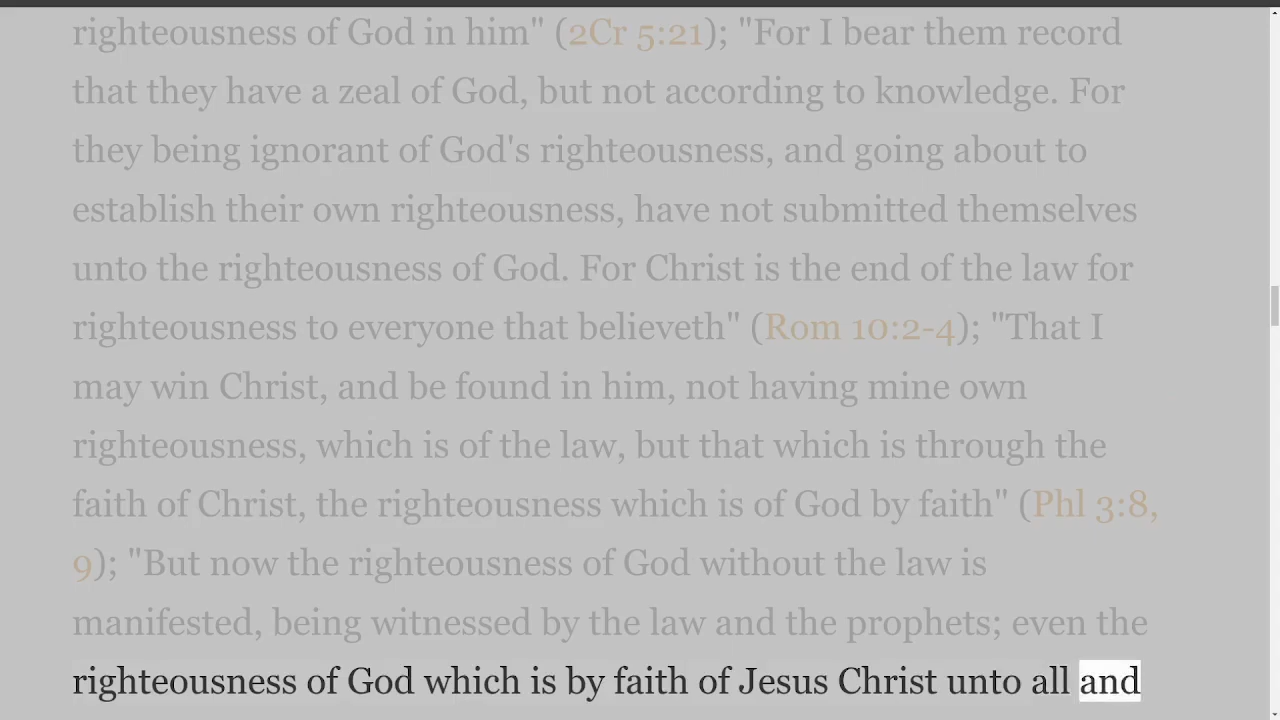 righteousness of God in him" (2Cr 5:21); "For I bear them record
that they have a zeal of God, but not according to knowledge. For
they being ignorant of God's righteousness, and going about to
establish their own righteousness, have not submitted themselves
unto the righteousness of God. For Christ is the end of the law for
righteousness to everyone that believeth" (Rom 10:2-4); "That I
may win Christ, and be found in him, not having mine own
righteousness, which is of the law, but that which is through the
faith of Christ, the righteousness which is of God by faith" (Phl 3:8,
9); "But now the righteousness of God without the law is
manifested, being witnessed by the law and the prophets; even the
righteousness of God which is by faith of Jesus Christ unto all and